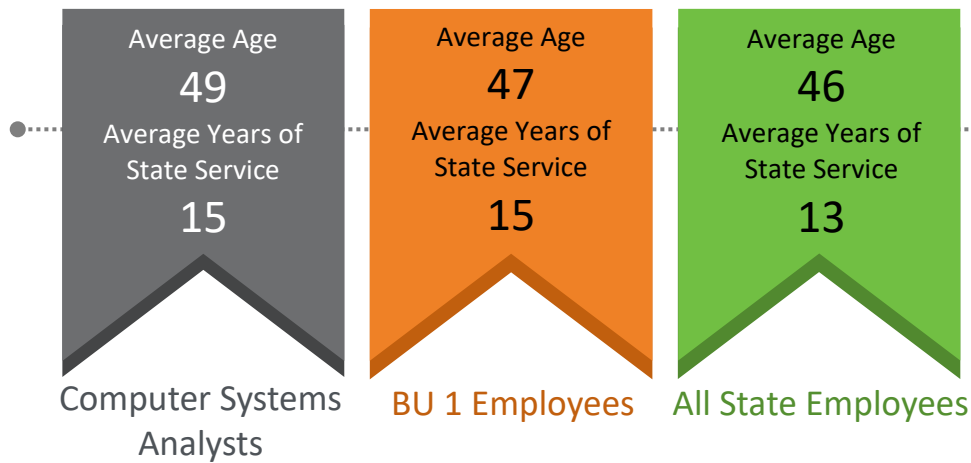 Average Age
49
Average Years of
State Service
15
Computer Systems
Analysts
Average Age
47
Average Years of
State Service
15
BU 1 Employees
Average Age
46
Average Years of
State Service
13
All State Employees